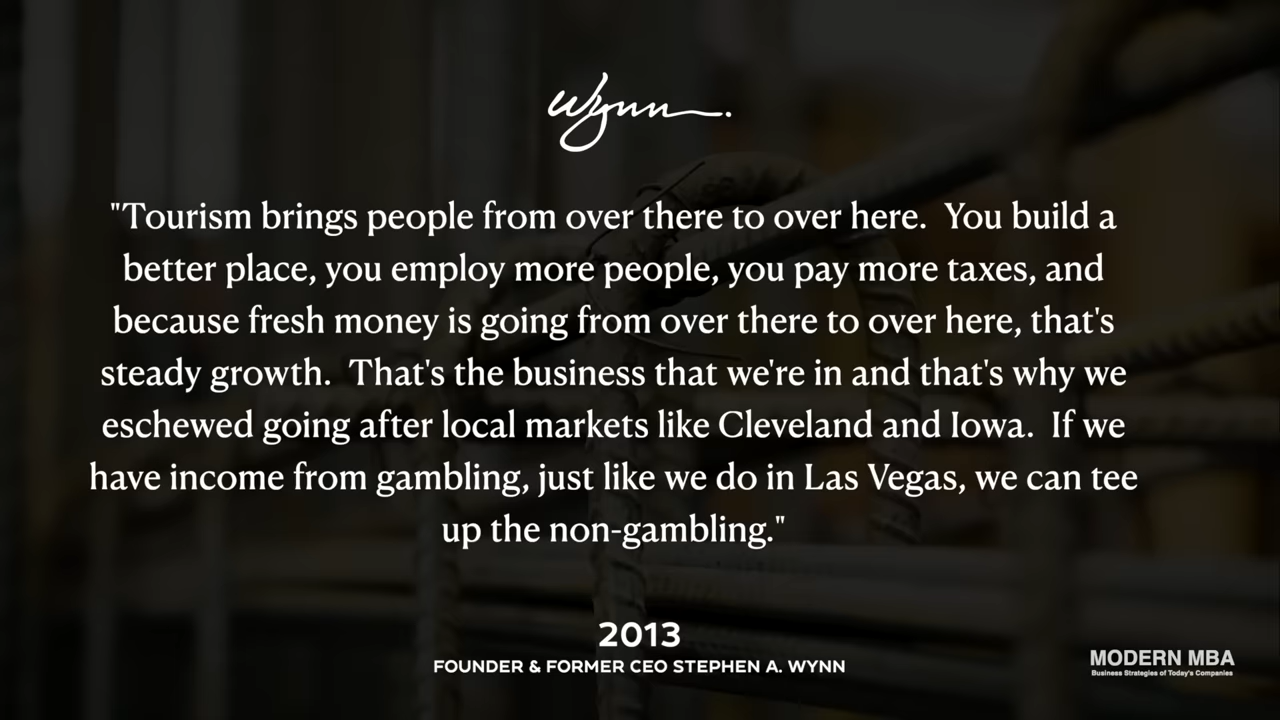 Wynn.
"Tourism brings people from over there to over here.  You build a
better place, you employ more people, you pay more taxes, and
because fresh money is going from over there to over here, that's
steady growth.  That's the business that we're in and that's why we
eschewed going after local markets like Cleveland and Iowa.  If we
have income from gambling, just like we do in Las Vegas, we can tee
up the non-gambling."
2013
FOUNDER & FORMER CEO STEPHEN A. WYNN
MODERN MBA
Business Strategies of Today's Companies